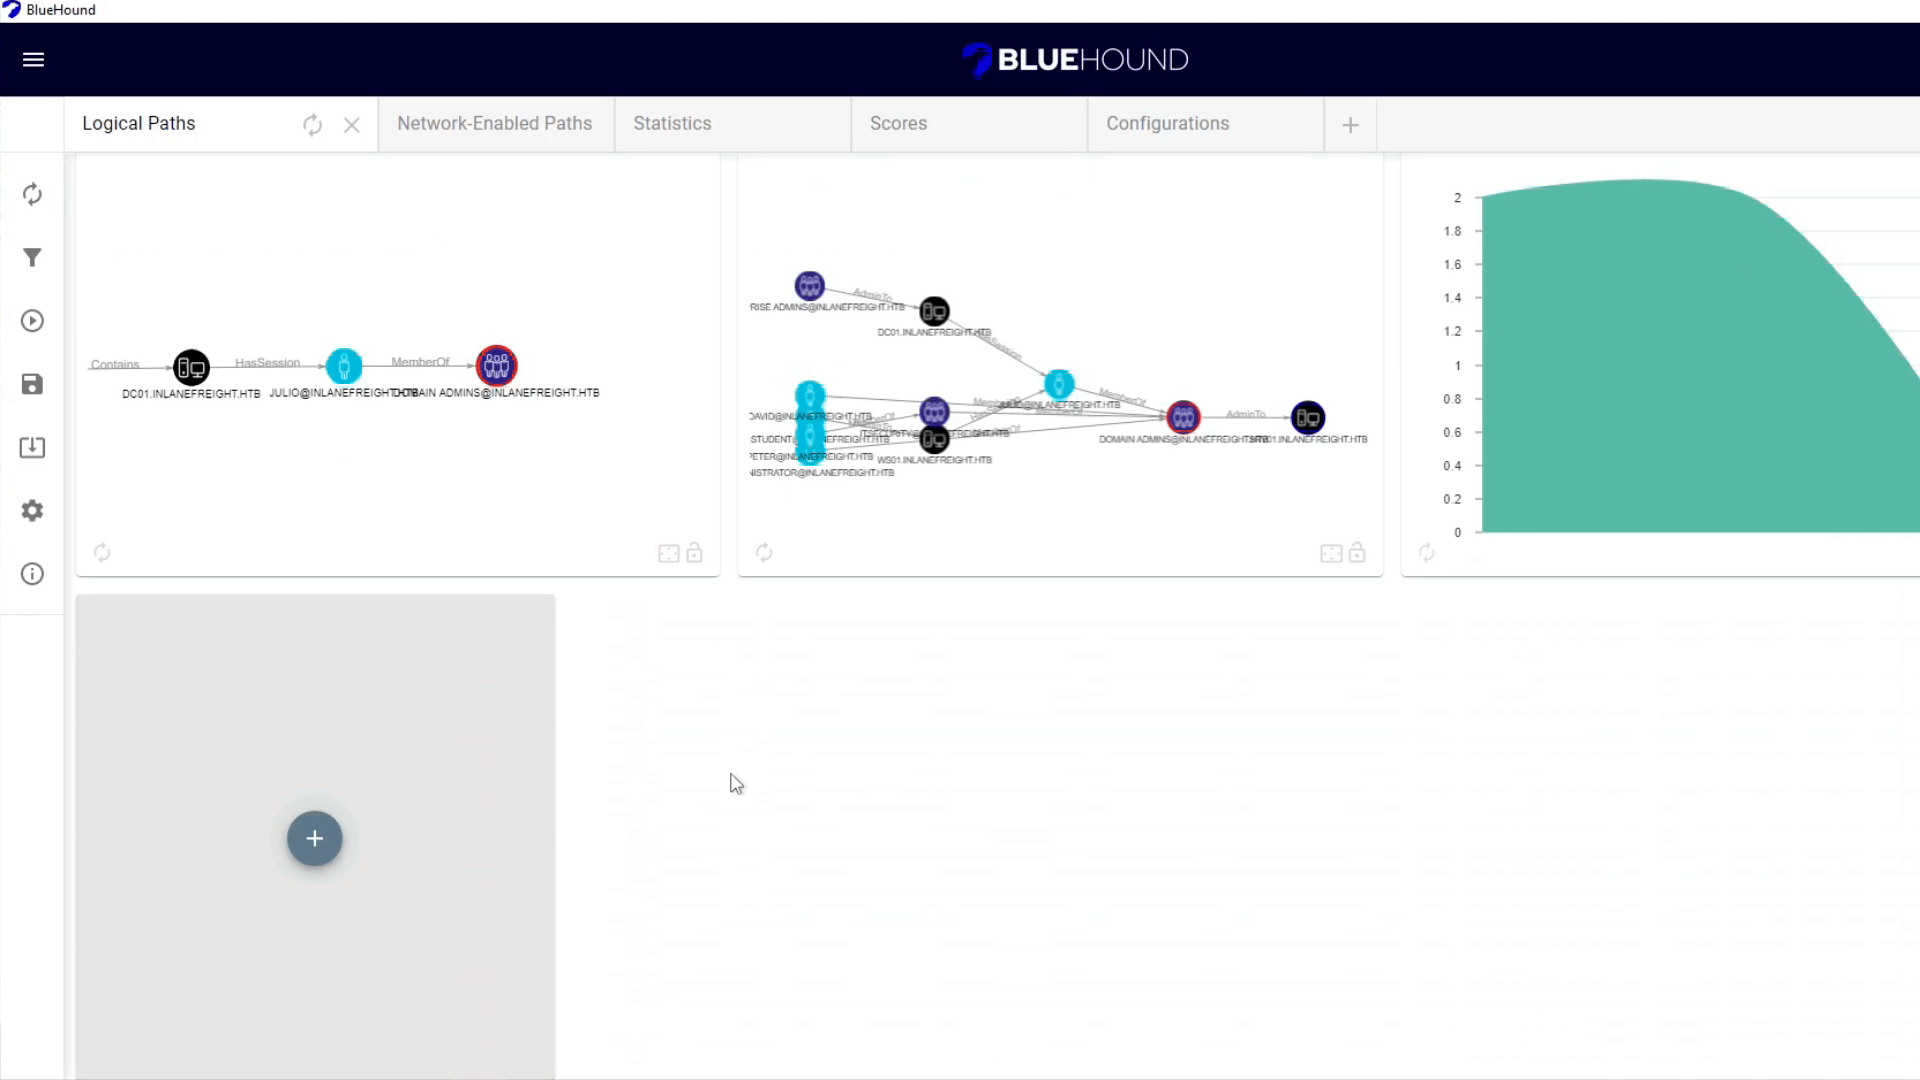 BlueHound
BLUEHOUND
Logical Paths
Network-Enabled Paths
Statistics
Scores
Configurations
Contains
HasSession
MemberOf
DC01.INLANEFREIGHT.HTB
JULIO@INLANEFREIGHT.HTB
DOMAIN ADMINS@INLANEFREIGHT.HTB
AdminTo
RISE ADMINS@INLANEFREIGHT.HTB
DC01.INLANEFREIGHT.HTB
HasSession
MemberOf
DAVID@INLANEFREIGHT.HTB
STUDENT@INLANEFREIGHT.HTB
ITSECURITY@INLANEFREIGHT.HTB
PETER@INLANEFREIGHT.HTB
WS01.INLANEFREIGHT.HTB
NISTRATOR@INLANEFREIGHT.HTB
JULIO@INLANEFREIGHT.HTB
AdminTo
DOMAIN ADMINS@INLANEFREIGHT.HTB
SRV01.INLANEFREIGHT.HTB
2
1.8
1.6
1.4
1.2
1
0.8
0.6
0.4
0.2
0